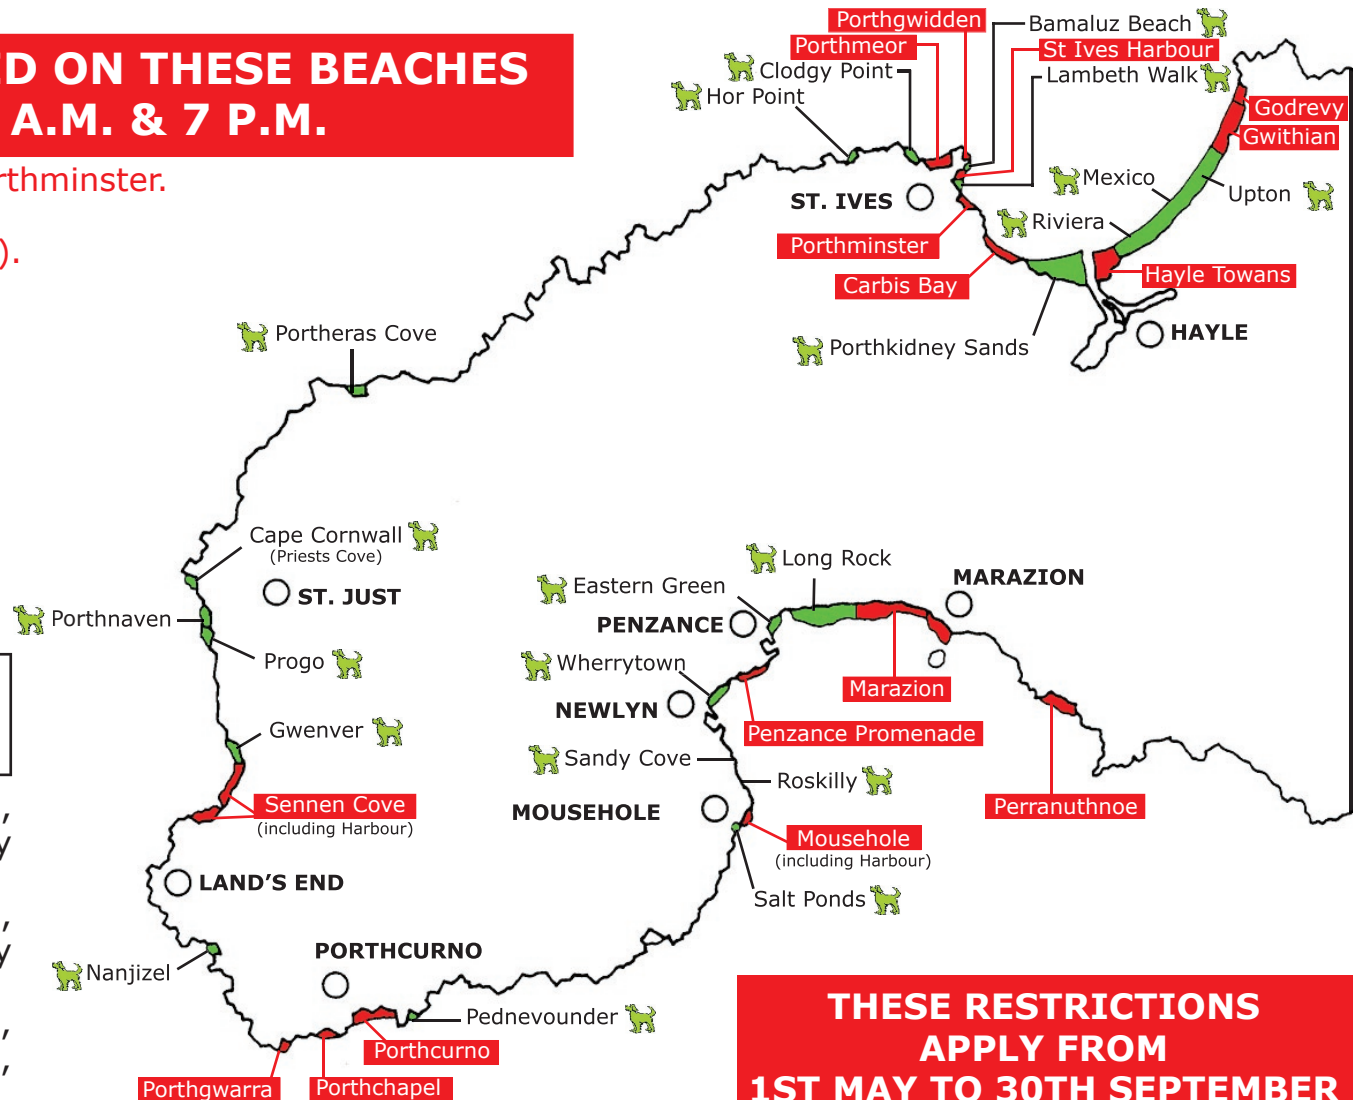 ED ON THESE BEACHES
A.M. & 7 P.M.
rthminster.
).
Porthgwidden
Bamaluz Beach
Porthmeor
St Ives Harbour
Clodgy Point
Lambeth Walk
Hor Point
Godrevy
Gwithian
Mexico
Upton
ST. IVES
Riviera
Porthminster
Hayle Towans
Carbis Bay
HAYLE
Porthkidney Sands
Portheras Cove
Cape Cornwall
(Priests Cove)
ST. JUST
Porthnaven
Progo
Gwenver
Sennen Cove
(including Harbour)
LAND'S END
Nanjizel
PORTHCURNO
Pednevounder
Porthcurno
Porthchapel
Porthgwarra
Long Rock
Eastern Green
MARAZION
PENZANCE
Wherrytown
Marazion
NEWLYN
Penzance Promenade
Sandy Cove
Roskilly
Perranuthnoe
MOUSEHOLE
Mousehole
(including Harbour)
Salt Ponds
,
y
,
y
,
,
THESE RESTRICTIONS
APPLY FROM
1ST MAY TO 30TH SEPTEMBER